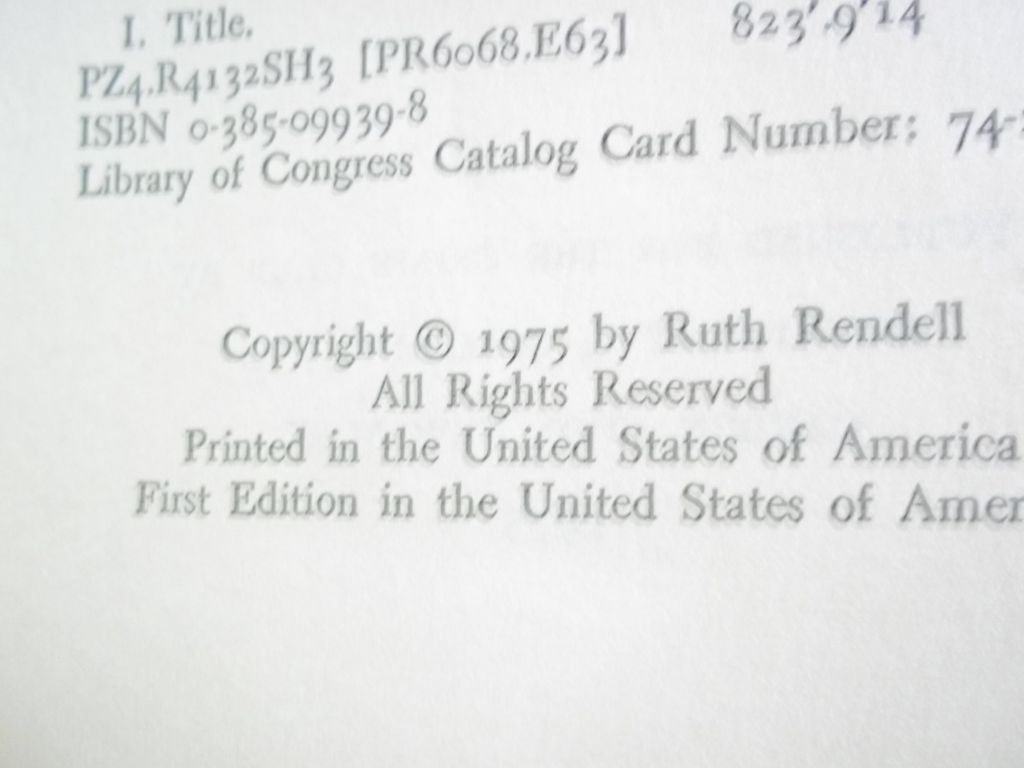 I. Title.
PZ4.R4132SH3 [PR6068.E63] 823'.9'14
ISBN 0-385-09939-8
Library of Congress Catalog Card Number: 74-
Copyright © 1975 by Ruth Rendell
All Rights Reserved
Printed in the United States of America
First Edition in the United States of Amer